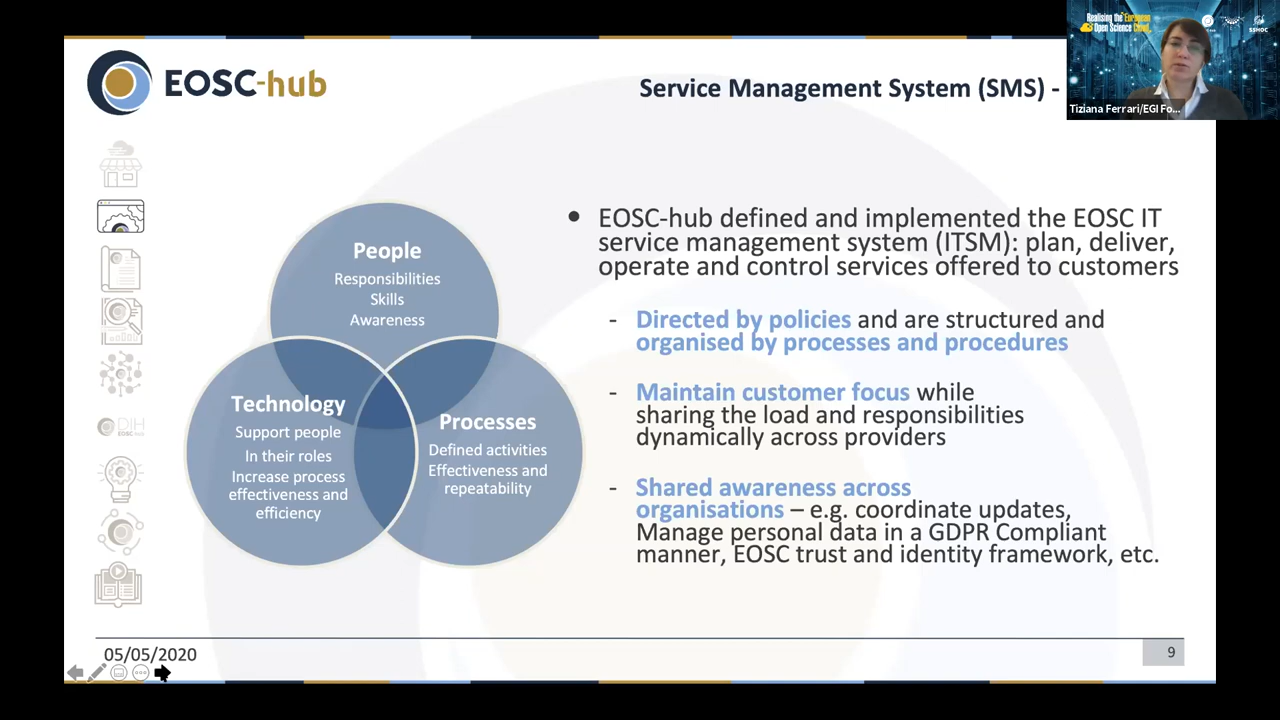 EOSC-hub
Service Management System (SMS) -
Realising the European
Open Science Cloud
SSHOC
Tiziana Ferrari/EGI Fo...
People
Responsibilities
Skills
Awareness
Technology
Support people
In their roles
Increase process
effectiveness and
efficiency
Processes
Defined activities
Effectiveness and
repeatability
• EOSC-hub defined and implemented the EOSC IT
service management system (ITSM): plan, deliver,
operate and control services offered to customers
- Directed by policies and are structured and
organised by processes and procedures
- Maintain customer focus while
sharing the load and responsibilities
dynamically across providers
- Shared awareness across
organisations – e.g. coordinate updates,
Manage personal data in a GDPR Compliant
manner, EOSC trust and identity framework, etc.
DIH
EOSC-hub
05/05/2020
9